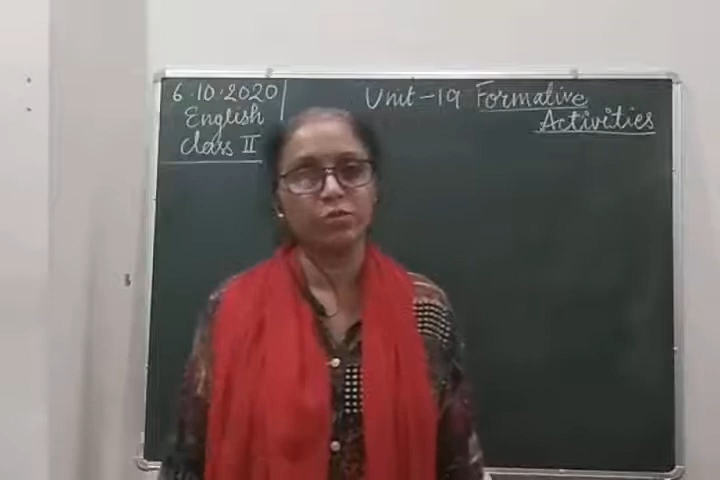 6.10.2020
English
Class II
Unit-19 Formative
Activities